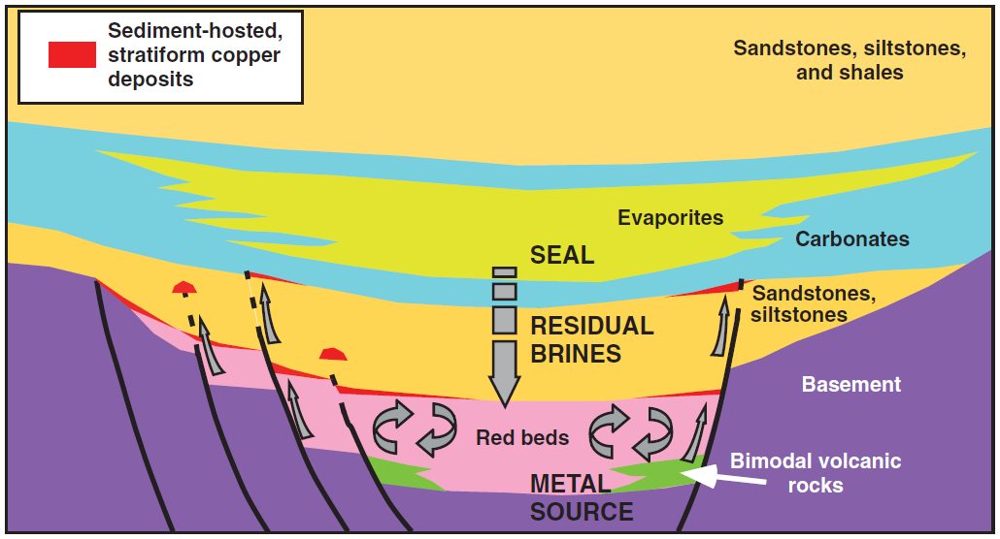 Sediment-hosted,
stratiform copper
deposits
Sandstones, siltstones,
and shales
Evaporites
Carbonates
SEAL
Sandstones,
siltstones
RESIDUAL
BRINES
Basement
Red beds
Bimodal volcanic
rocks
METAL
SOURCE